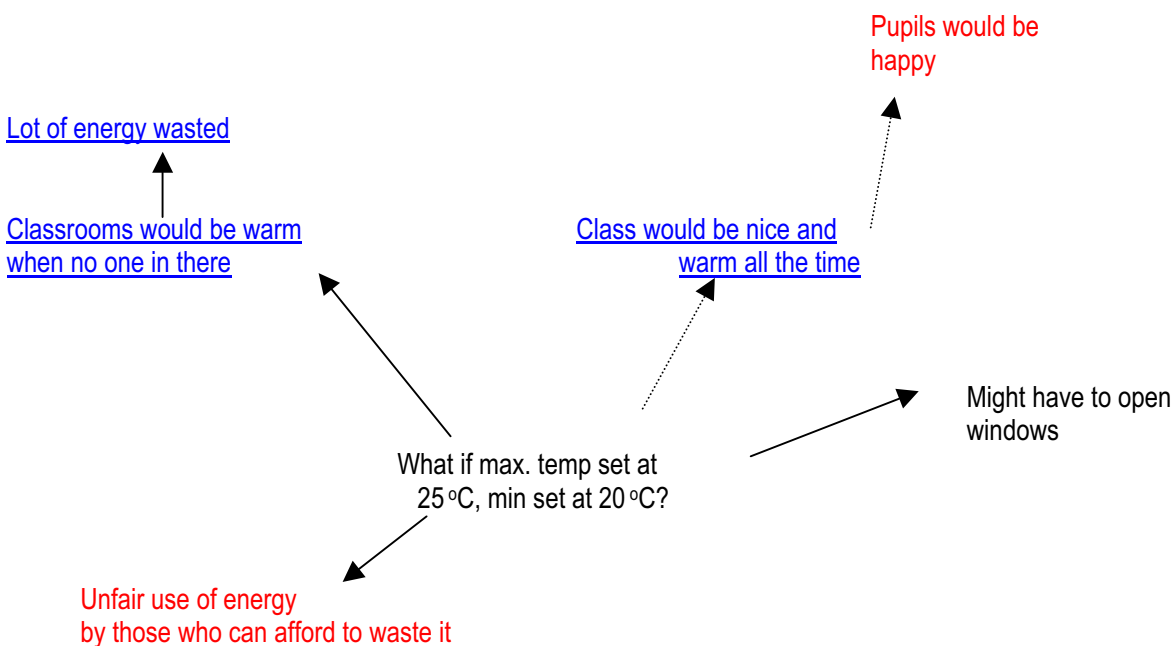 Pupils would be
happy
Lot of energy wasted
Classrooms would be warm
when no one in there
Class would be nice and
warm all the time
Might have to open
windows
What if max. temp set at
25 ºC, min set at 20 ºC?
Unfair use of energy
by those who can afford to waste it